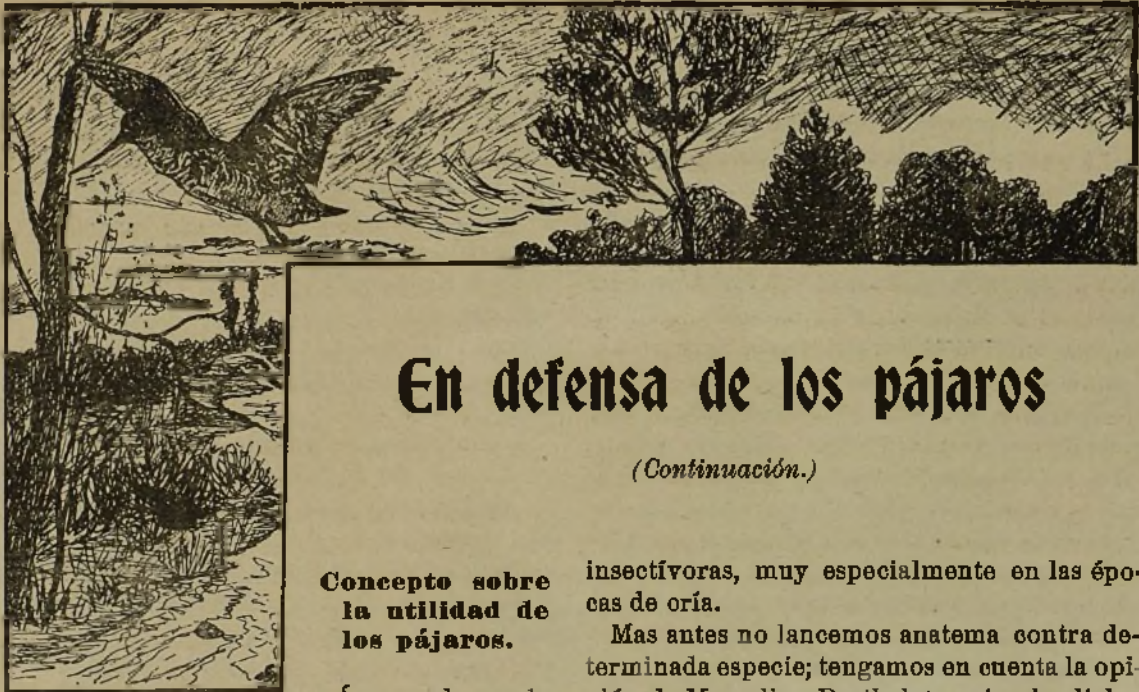 En defensa de los pájaros
(Continuación.)
Concepto sobre
la utilidad de
los pájaros.
insectívoras, muy especialmente en las épo-
cas de oría.
Mas antes no lancemos anatema contra de-
terminada especie; tengamos en cuenta la opi-